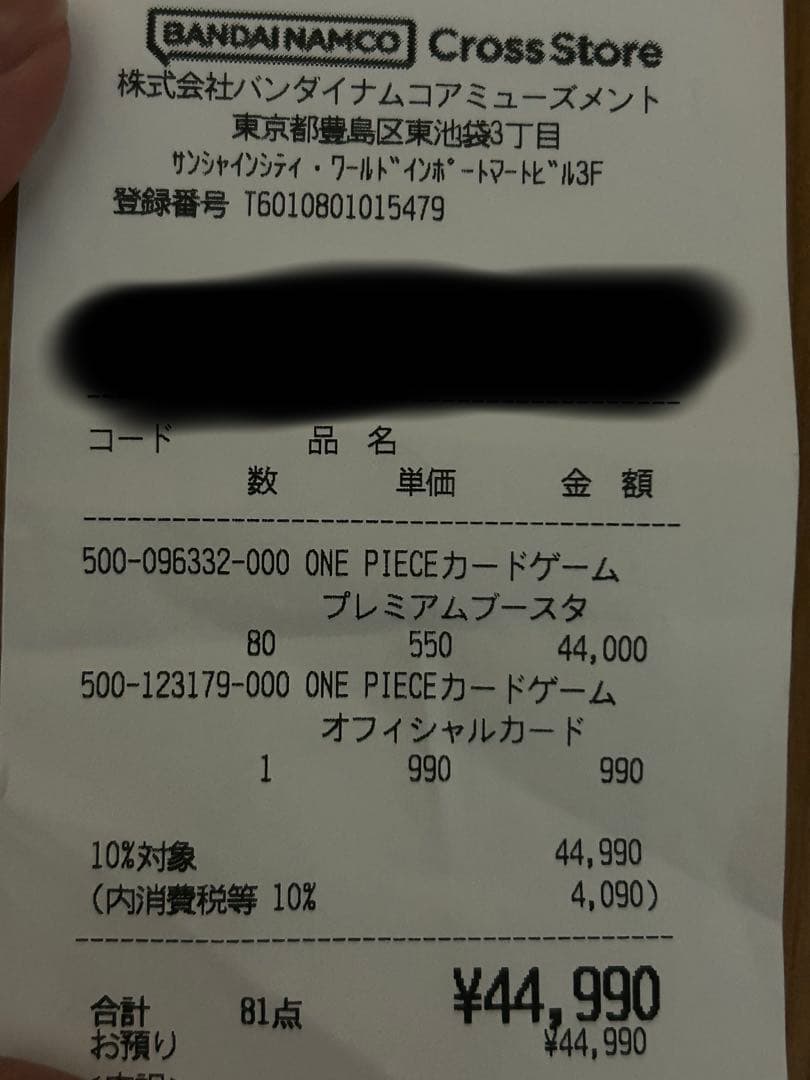 BANDAI NAMCO Cross Store
株式会社バンダイナムコアミューズメント
東京都豊島区東池袋3丁目
ｻﾝｼｬｲﾝｼﾃｨ・ﾜｰﾙﾄﾞｲﾝﾎﾟｰﾄﾏｰﾄﾋﾞﾙ3F
登録番号 T6010801015479
コード 品 名
数 単価 金 額
500-096332-000 ONE PIECEカードゲーム
プレミアムブースタ
80 550 44,000
500-123179-000 ONE PIECEカードゲーム
オフィシャルカード
1 990 990
10%対象 44,990
(内消費税等 10% 4,090)
合計 81点 ¥44,990
お預り ¥44,990